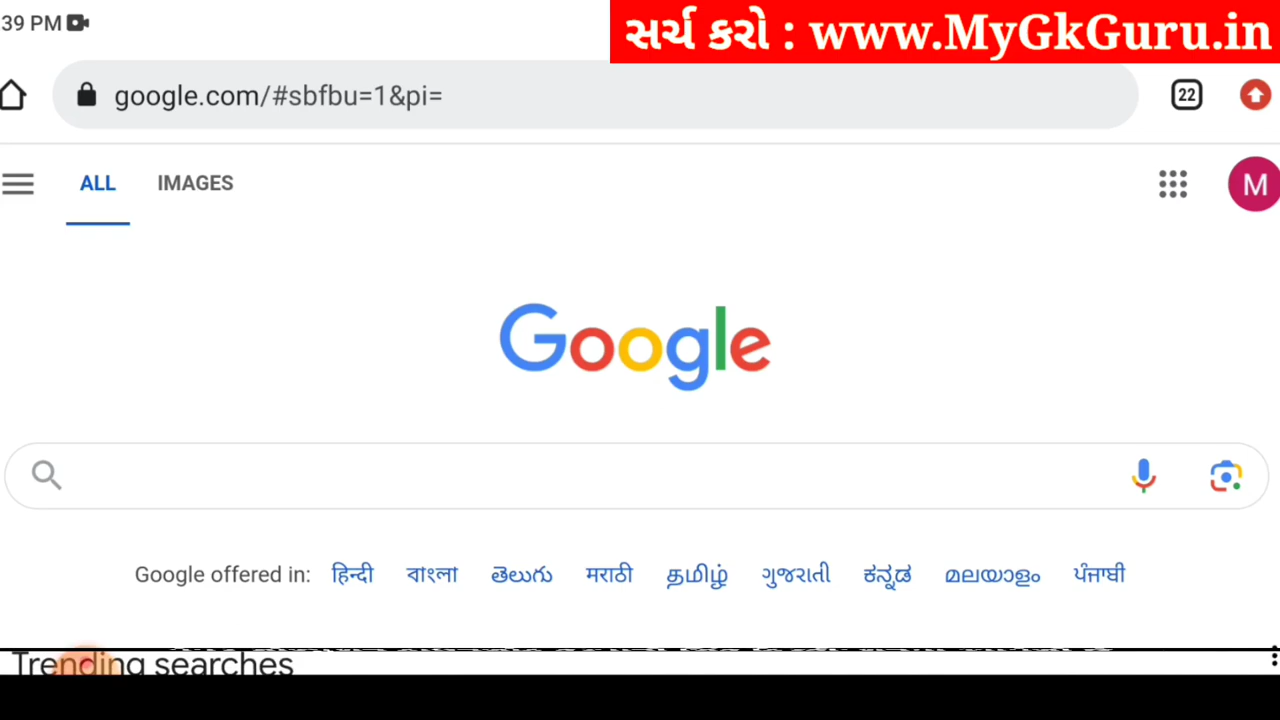 39 PM
સર્ચ કરો : www.MyGkGuru.in
google.com/#sbfbu=1&pi=
22
ALL IMAGES
M
Google
Google offered in: हिन्दी বাংলা తెలుగు मराठी தமிழ் ગુજરાતી ಕನ್ನಡ മലയാളം ਪੰਜਾਬੀ
Trending searches